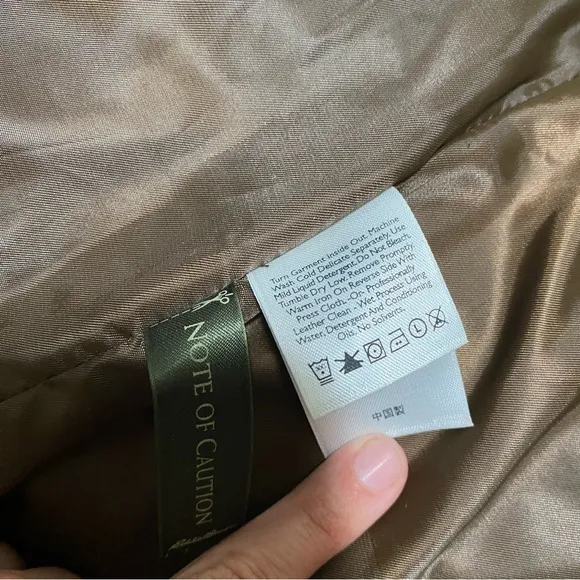 Turn Garment Inside Out. Machine
Wash Cold Delicate Separately. Use
Mild Liquid Detergent. Do Not Bleach.
Tumble Dry Low. Remove Promptly.
Warm Iron On Reverse Side With
Press Cloth-Or-Professionally
Leather Clean - Wet Process Using
Water, Detergent And Conditioning
Oils. No Solvents.
L
中国製
NOTE OF CAUTION